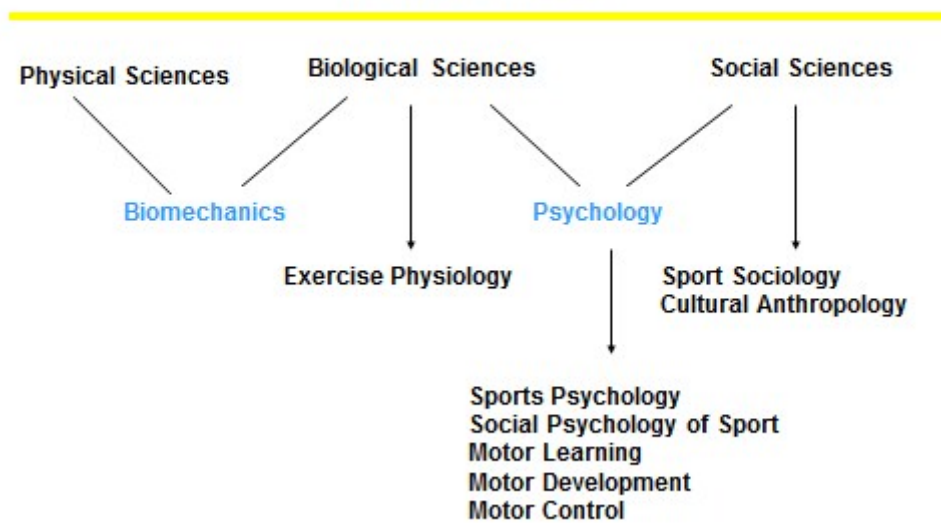 Physical Sciences
Biological Sciences
Social Sciences
Biomechanics
Psychology
Exercise Physiology
Sport Sociology
Cultural Anthropology
Sports Psychology
Social Psychology of Sport
Motor Learning
Motor Development
Motor Control